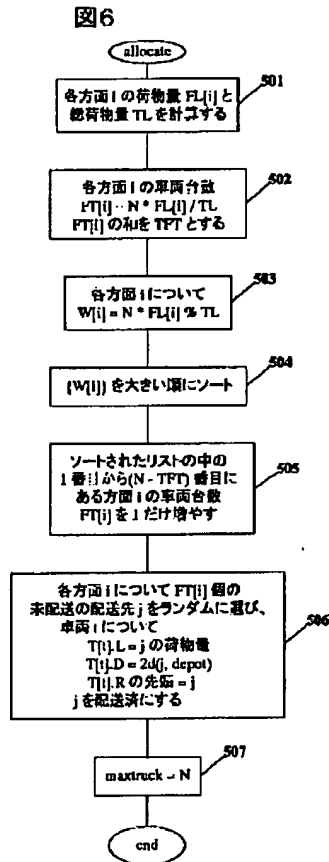 図6
allocate
501
各方面 i の荷物量 FL[i] と
総荷物量 TL を計算する
502
各方面 i の車両台数
FT[i] = N * FL[i] / TL
FT[i] の和を TFT とする
503
各方面 i について
W[i] = N * FL[i] % TL
504
{W[i]} を大きい順にソート
505
ソートされたリストの中の
1 番目から(N - TFT) 番目に
ある方面 i の車両台数
FT[i] を 1 だけ増やす
506
各方面 i について FT[i] 個の
未配送の配送先 j をランダムに選び、
車両 t について
T[t].L = j の荷物量
T[t].D = 2d(j, depot)
T[t].R の先頭 = j
j を配送済にする
507
maxtruck = N
end